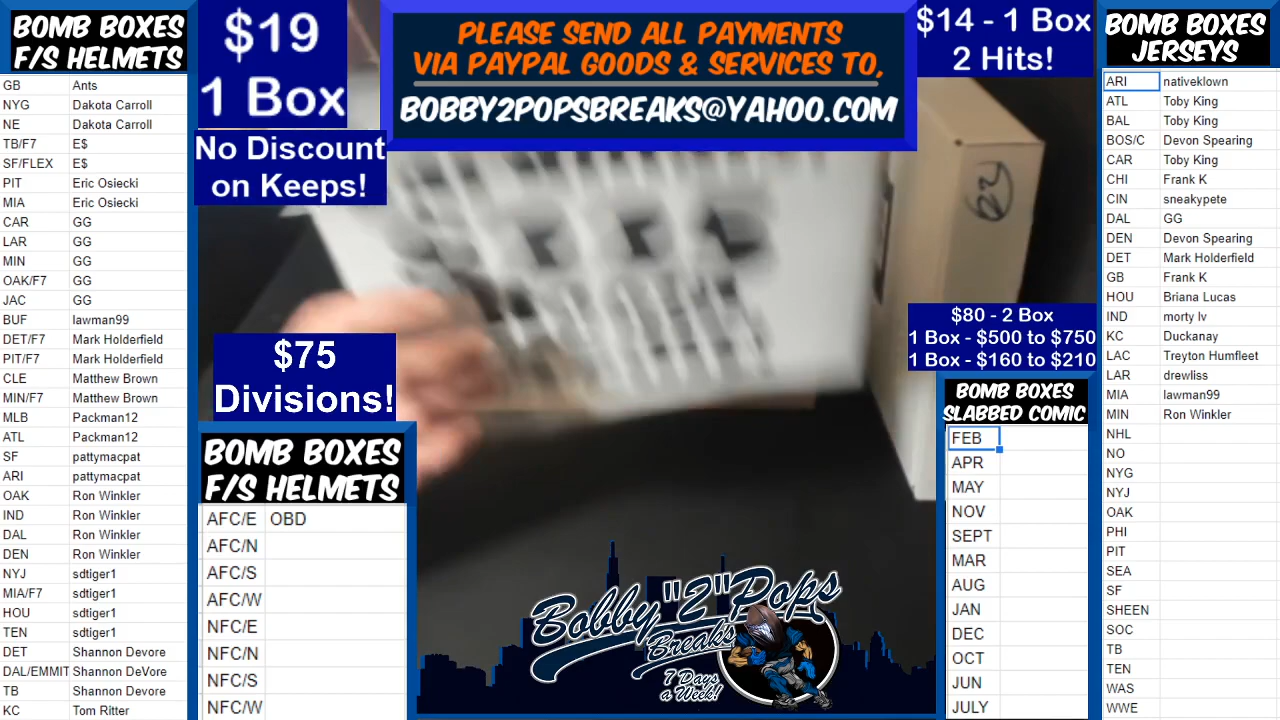 BOMB BOXES
F/S HELMETS
GB Ants
NYG Dakota Carroll
NE Dakota Carroll
TB/F7 E$
SF/FLEX E$
PIT Eric Osiecki
MIA Eric Osiecki
CAR GG
LAR GG
MIN GG
OAK/F7 GG
JAC GG
BUF lawman99
DET/F7 Mark Holderfield
PIT/F7 Mark Holderfield
CLE Matthew Brown
MIN/F7 Matthew Brown
MLB Packman12
ATL Packman12
SF pattymacpat
ARI pattymacpat
OAK Ron Winkler
IND Ron Winkler
DAL Ron Winkler
DEN Ron Winkler
NYJ sdtiger1
MIA/F7 sdtiger1
HOU sdtiger1
TEN sdtiger1
DET Shannon Devore
DAL/EMMIT Shannon DeVore
TB Shannon Devore
KC Tom Ritter
$19
1 Box
No Discount
on Keeps!
$75
Divisions!
BOMB BOXES
F/S HELMETS
AFC/E OBD
AFC/N
AFC/S
AFC/W
NFC/E
NFC/N
NFC/S
NFC/W
PLEASE SEND ALL PAYMENTS
VIA PAYPAL GOODS & SERVICES TO,
BOBBY2POPSBREAKS@YAHOO.COM
Bobby "2" Pops
Breaks
7 Days
a Week!
$14 - 1 Box
2 Hits!
$80 - 2 Box
1 Box - $500 to $750
1 Box - $160 to $210
BOMB BOXES
SLABBED COMIC
FEB
APR
MAY
NOV
SEPT
MAR
AUG
JAN
DEC
OCT
JUN
JULY
BOMB BOXES
JERSEYS
ARI nativeklown
ATL Toby King
BAL Toby King
BOS/C Devon Spearing
CAR Toby King
CHI Frank K
CIN sneakypete
DAL GG
DEN Devon Spearing
DET Mark Holderfield
GB Frank K
HOU Briana Lucas
IND morty lv
KC Duckanay
LAC Treyton Humfleet
LAR drewliss
MIA lawman99
MIN Ron Winkler
NHL
NO
NYG
NYJ
OAK
PHI
PIT
SEA
SF
SHEEN
SOC
TB
TEN
WAS
WWE